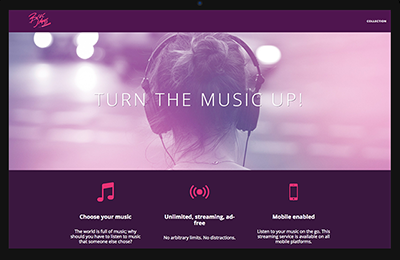 COLLECTION
TURN THE MUSIC UP!
Choose your music
The world is full of music; why
should you have to listen to music
that someone else chose?
Unlimited, streaming, ad-
free
No arbitrary limits. No distractions.
Mobile enabled
Listen to your music on the go. This
streaming service is available on all
mobile platforms.